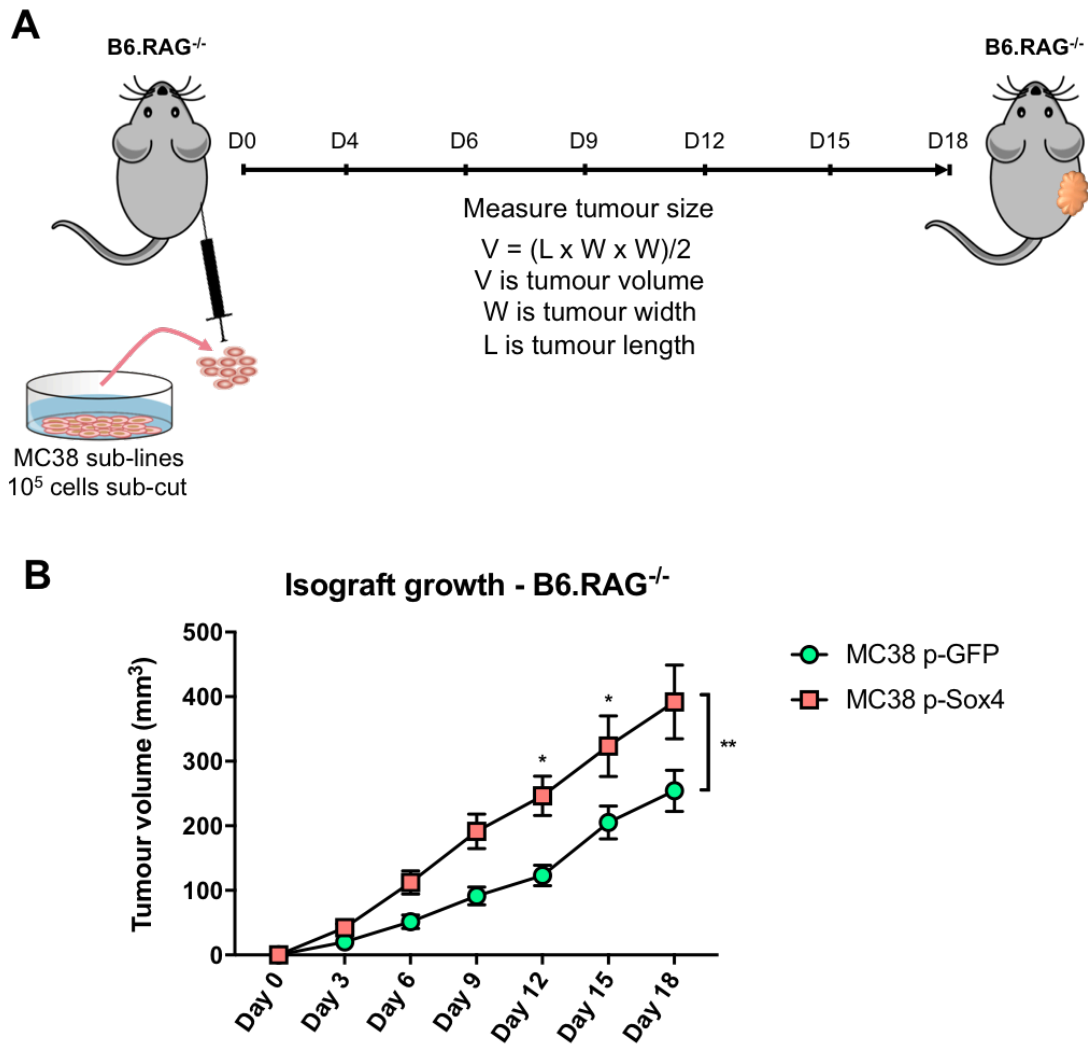 A
B6.RAG-/-
B6.RAG-/-
D0 D4 D6 D9 D12 D15 D18
Measure tumour size
V = (L x W x W)/2
V is tumour volume
W is tumour width
L is tumour length
MC38 sub-lines
10⁵ cells sub-cut
B
Isograft growth - B6.RAG-/-
Tumour volume (mm³)
500
400
300
200
100
0
* * **
Day 0 Day 3 Day 6 Day 9 Day 12 Day 15 Day 18
MC38 p-GFP
MC38 p-Sox4